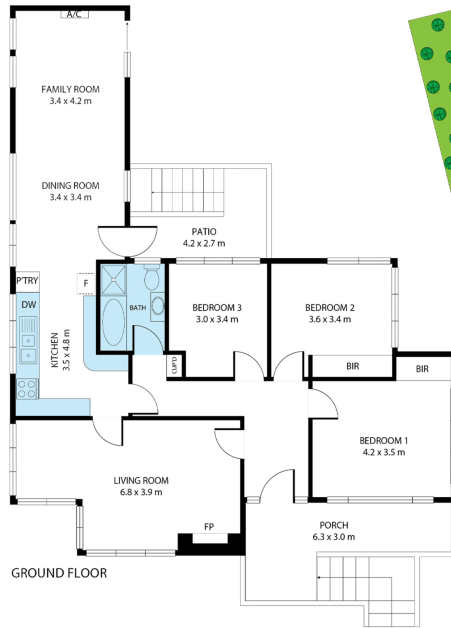 A/C
FAMILY ROOM
3.4 x 4.2 m
DINING ROOM
3.4 x 3.4 m
PATIO
4.2 x 2.7 m
P'TRY
F
DW
BATH
BEDROOM 3
3.0 x 3.4 m
BEDROOM 2
3.6 x 3.4 m
KITCHEN
3.5 x 4.8 m
CUP'D
BIR
BIR
BEDROOM 1
4.2 x 3.5 m
LIVING ROOM
6.8 x 3.9 m
FP
PORCH
6.3 x 3.0 m
GROUND FLOOR